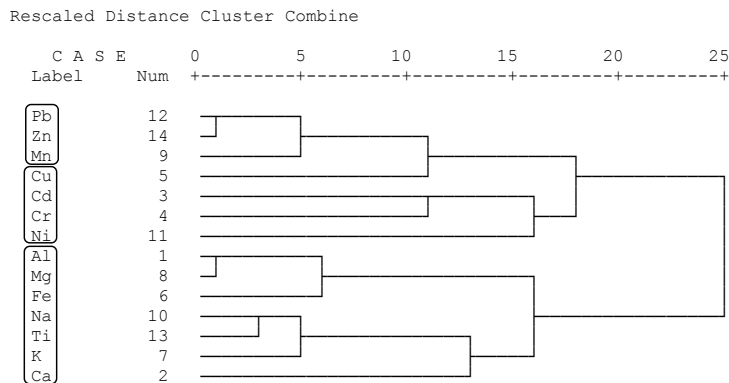 Rescaled Distance Cluster Combine
C A S E 0 5 10 15 20 25
Label Num +---------+---------+---------+---------+---------+
Pb 12
Zn 14
Mn 9
Cu 5
Cd 3
Cr 4
Ni 11
Al 1
Mg 8
Fe 6
Na 10
Ti 13
K 7
Ca 2